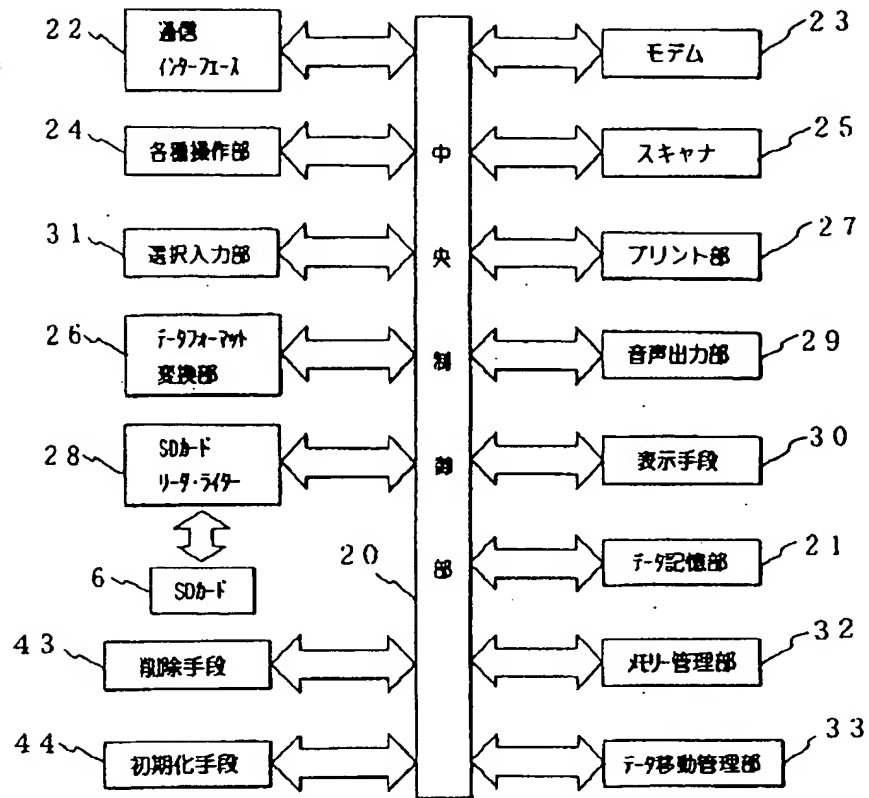 22
通信
ｲﾝﾀｰﾌｪｰｽ
24
各種操作部
31
選択入力部
26
ﾃﾞｰﾀﾌｫｰﾏｯﾄ
変換部
28
SDｶｰﾄﾞ
ﾘｰﾀﾞ・ﾗｲﾀｰ
6
SDｶｰﾄﾞ
43
削除手段
44
初期化手段
20
中央制御部
23
モデム
25
スキャナ
27
プリント部
29
音声出力部
30
表示手段
21
ﾃﾞｰﾀ記憶部
32
ﾒﾓﾘｰ管理部
33
ﾃﾞｰﾀ移動管理部